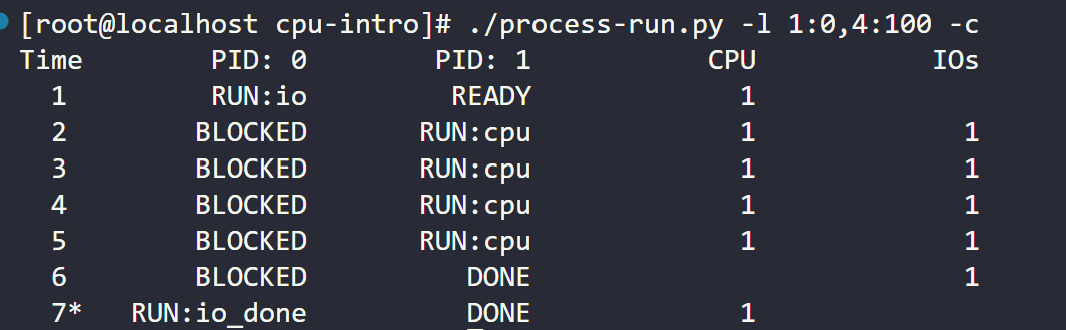 [root@localhost cpu-intro]# ./process-run.py -l 1:0,4:100 -c
Time PID: 0 PID: 1 CPU IOs
1 RUN:io READY 1
2 BLOCKED RUN:cpu 1 1
3 BLOCKED RUN:cpu 1 1
4 BLOCKED RUN:cpu 1 1
5 BLOCKED RUN:cpu 1 1
6 BLOCKED DONE 1
7* RUN:io_done DONE 1